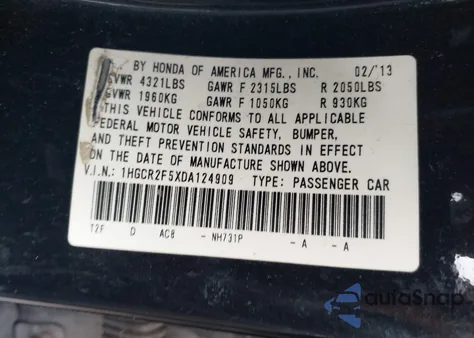 BY HONDA OF AMERICA MFG., INC. 02/13
GVWR 4321LBS GAWR F 2315LBS R 2050LBS
GVWR 1960KG GAWR F 1050KG R 930KG
THIS VEHICLE CONFORMS TO ALL APPLICABLE
FEDERAL MOTOR VEHICLE SAFETY, BUMPER,
AND THEFT PREVENTION STANDARDS IN EFFECT
ON THE DATE OF MANUFACTURE SHOWN ABOVE.
V.I.N.: 1HGCR2F5XDA124909 TYPE: PASSENGER CAR
T2F D AC8 - NH731P - A - A
autoSnap